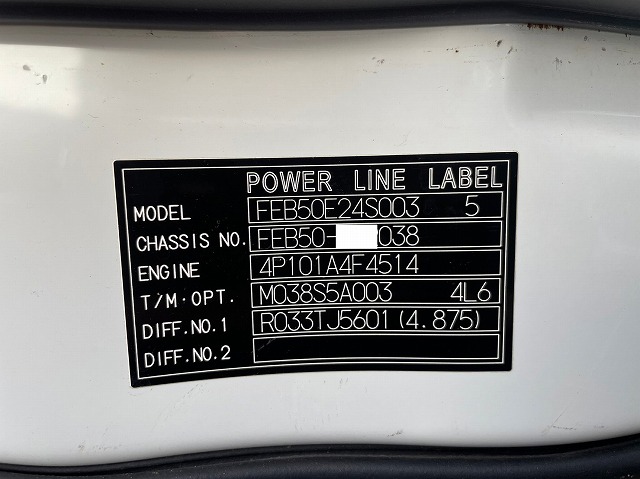 POWER LINE LABEL
MODEL FEB50E24S003 5
CHASSIS NO. FEB50- 038
ENGINE 4P101A4F4514
T/M·OPT. M038S5A003 4L6
DIFF.NO.1 R033TJ5601(4.875)
DIFF.NO.2